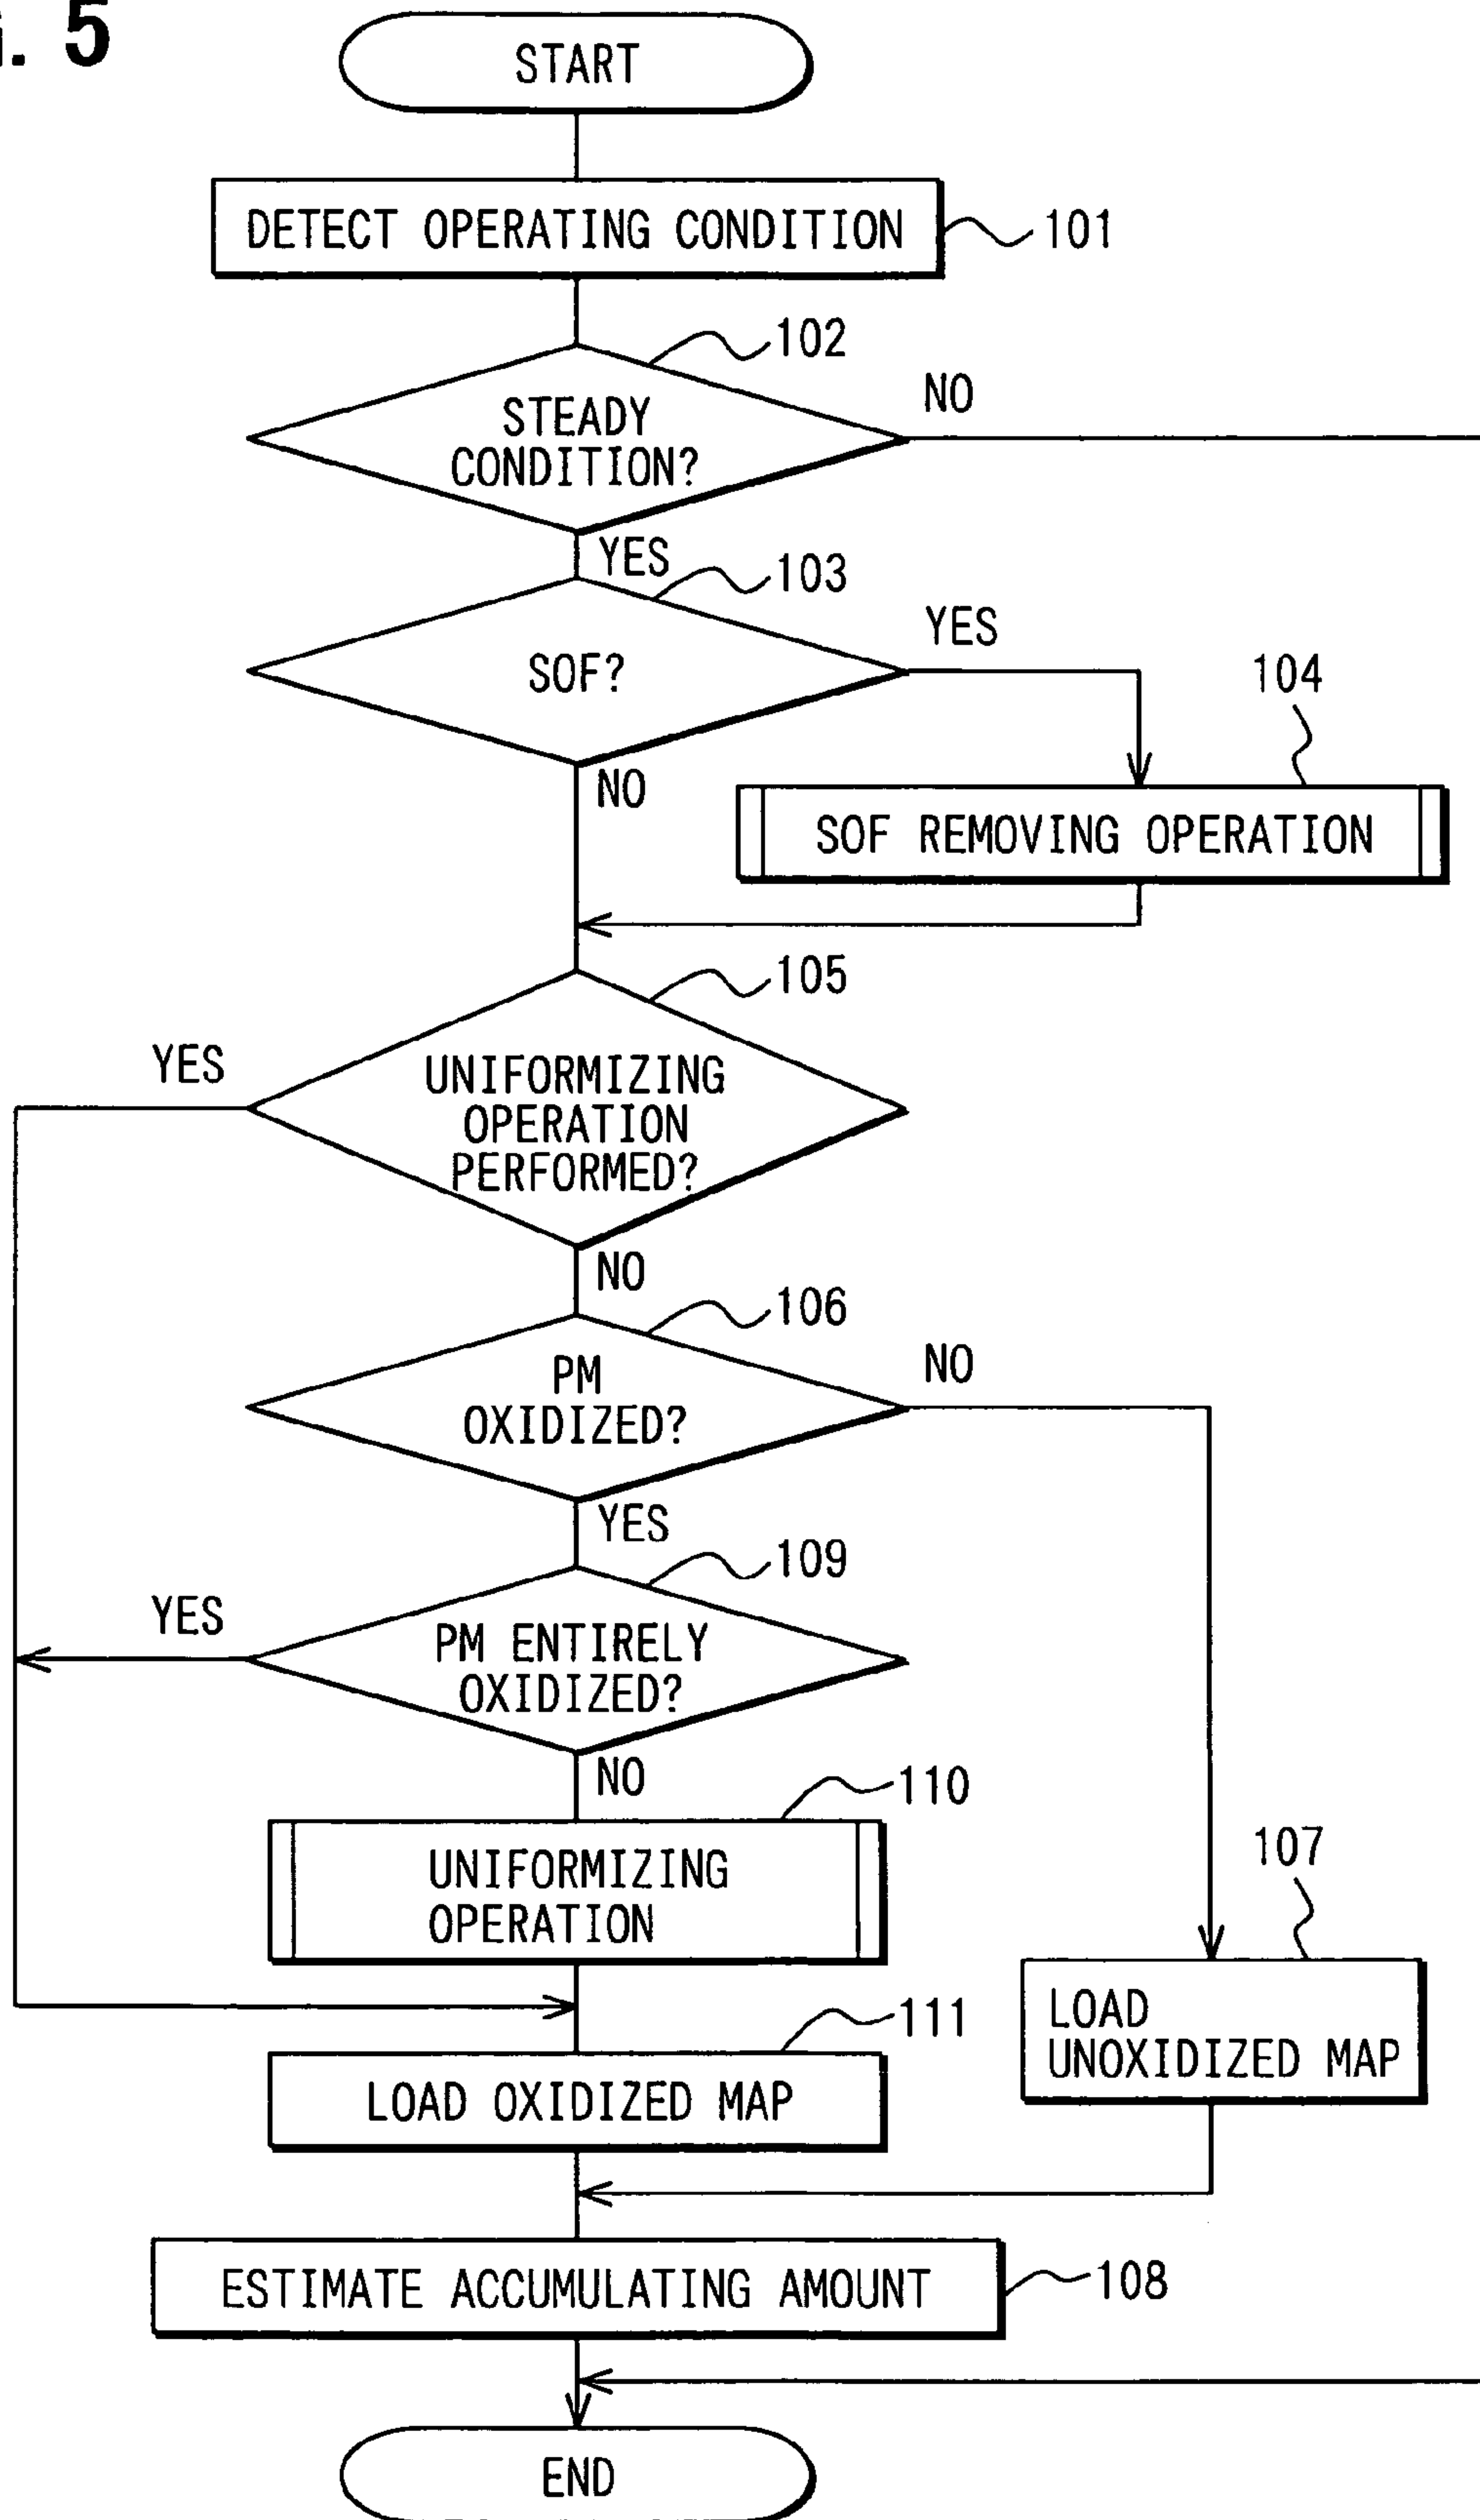 . 5
START
DETECT OPERATING CONDITION
101
102
STEADY
CONDITION?
NO
YES
103
SOF?
YES
104
NO
SOF REMOVING OPERATION
105
YES
UNIFORMIZING
OPERATION
PERFORMED?
NO
106
PM
OXIDIZED?
NO
YES
109
YES
PM ENTIRELY
OXIDIZED?
NO
110
UNIFORMIZING
OPERATION
107
LOAD
UNOXIDIZED MAP
111
LOAD OXIDIZED MAP
ESTIMATE ACCUMULATING AMOUNT
108
END